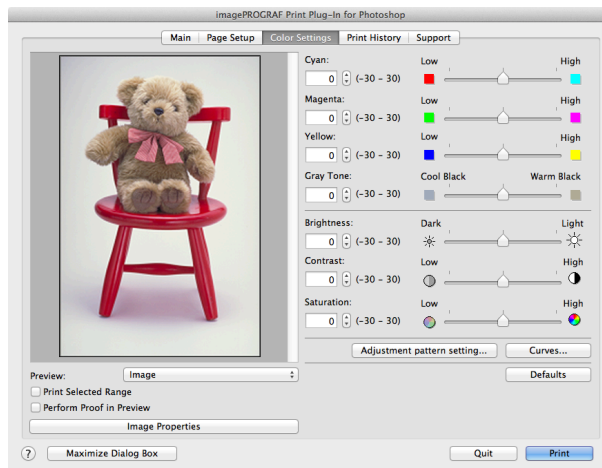 imagePROGRAF Print Plug-In for Photoshop
Main Page Setup Color Settings Print History Support
Cyan: Low High
0 (-30 - 30)
Magenta: Low High
0 (-30 - 30)
Yellow: Low High
0 (-30 - 30)
Gray Tone: Cool Black Warm Black
0 (-30 - 30)
Brightness: Dark Light
0 (-30 - 30)
Contrast: Low High
0 (-30 - 30)
Saturation: Low High
0 (-30 - 30)
Adjustment pattern setting... Curves...
Preview: Image Defaults
Print Selected Range
Perform Proof in Preview
Image Properties
? Maximize Dialog Box Quit Print